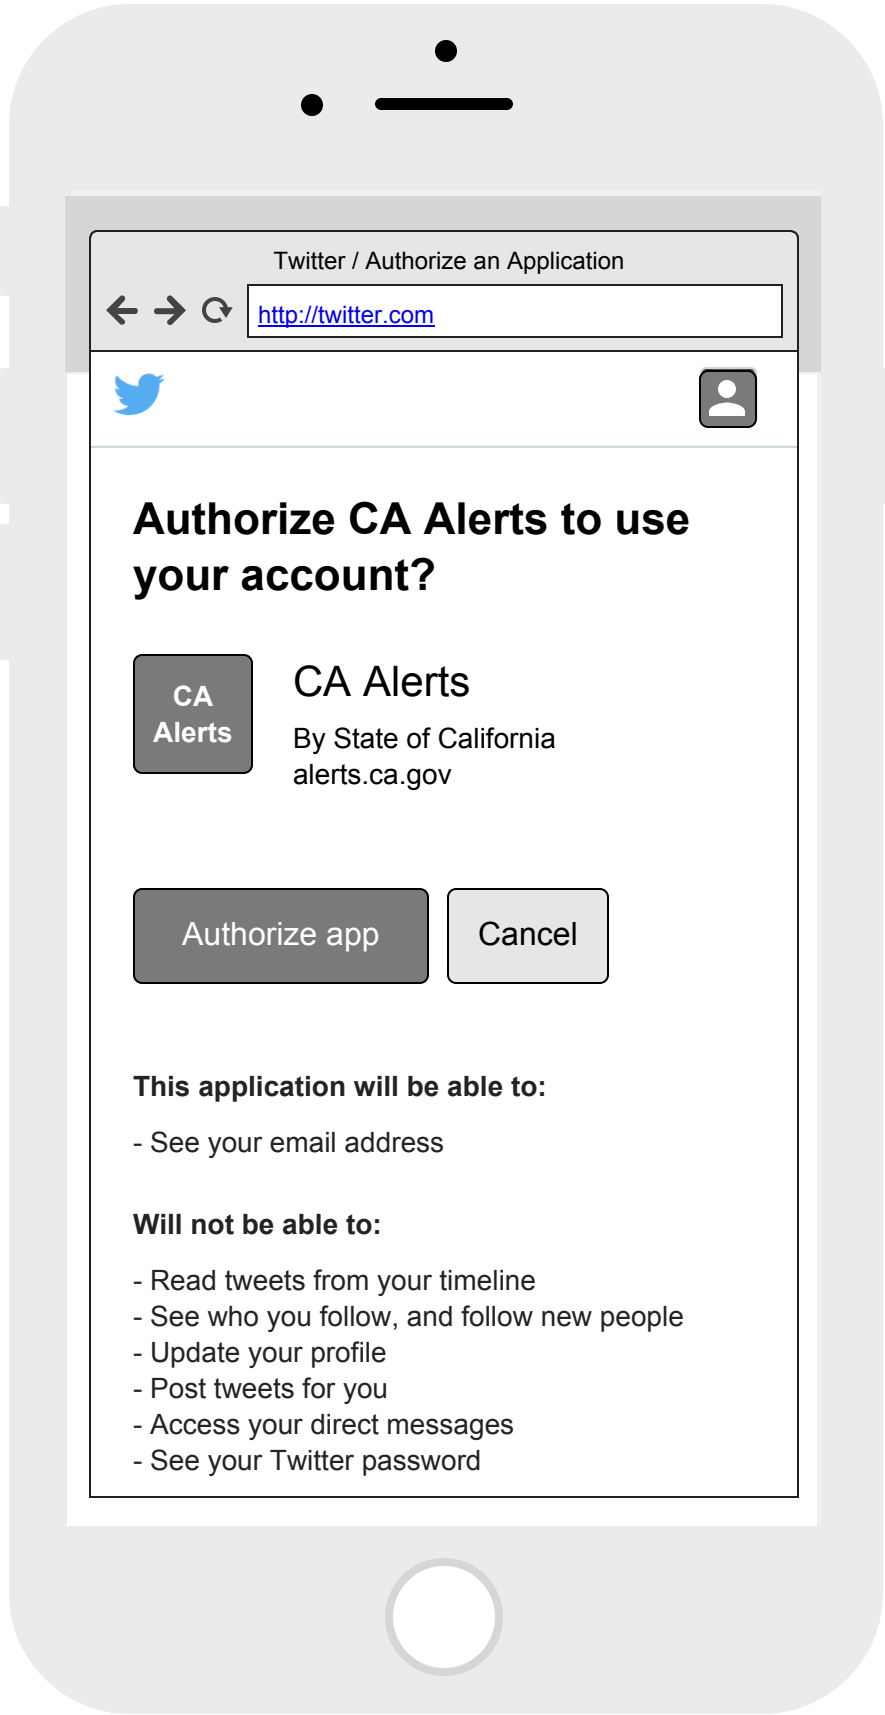 Twitter / Authorize an Application
http://twitter.com
Authorize CA Alerts to use
your account?
CA
Alerts
CA Alerts
By State of California
alerts.ca.gov
Authorize app
Cancel
This application will be able to:
- See your email address
Will not be able to:
- Read tweets from your timeline
- See who you follow, and follow new people
- Update your profile
- Post tweets for you
- Access your direct messages
- See your Twitter password